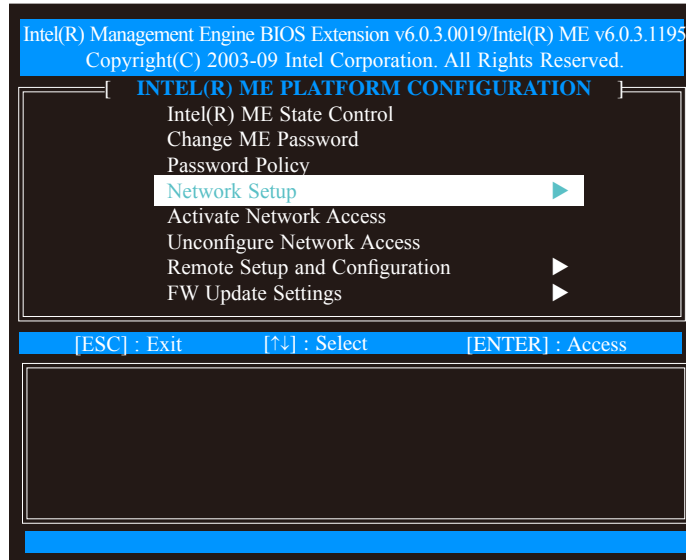 Intel(R) Management Engine BIOS Extension v6.0.3.0019/Intel(R) ME v6.0.3.1195
Copyright(C) 2003-09 Intel Corporation. All Rights Reserved.
[ INTEL(R) ME PLATFORM CONFIGURATION ]
Intel(R) ME State Control
Change ME Password
Password Policy
Network Setup ▶
Activate Network Access
Unconfigure Network Access
Remote Setup and Configuration ▶
FW Update Settings ▶
[ESC] : Exit [↑↓] : Select [ENTER] : Access